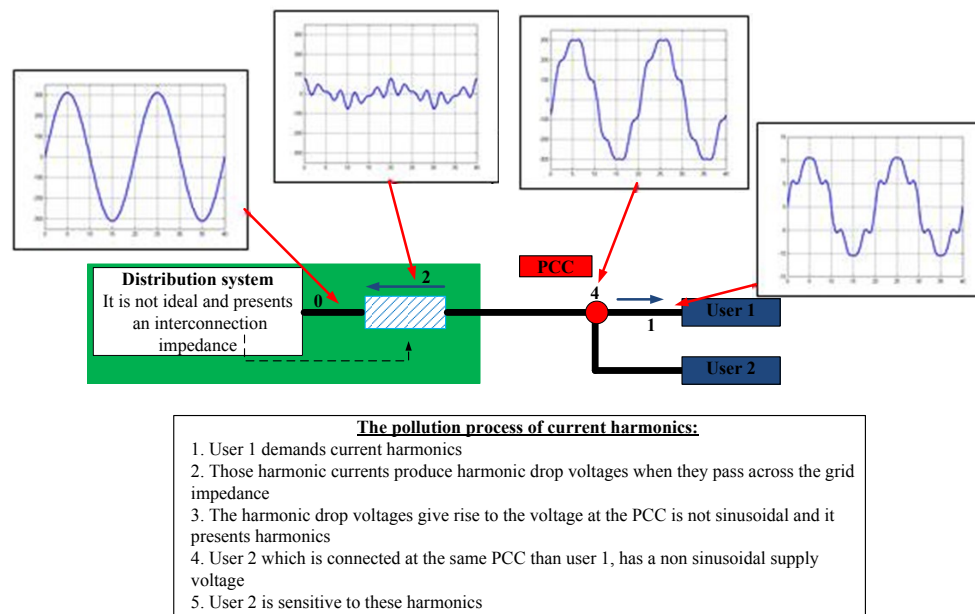 Distribution system
It is not ideal and presents
an interconnection
impedance
0
2
PCC
4
1
User 1
User 2
The pollution process of current harmonics:
1. User 1 demands current harmonics
2. Those harmonic currents produce harmonic drop voltages when they pass across the grid
impedance
3. The harmonic drop voltages give rise to the voltage at the PCC is not sinusoidal and it
presents harmonics
4. User 2 which is connected at the same PCC than user 1, has a non sinusoidal supply
voltage
5. User 2 is sensitive to these harmonics